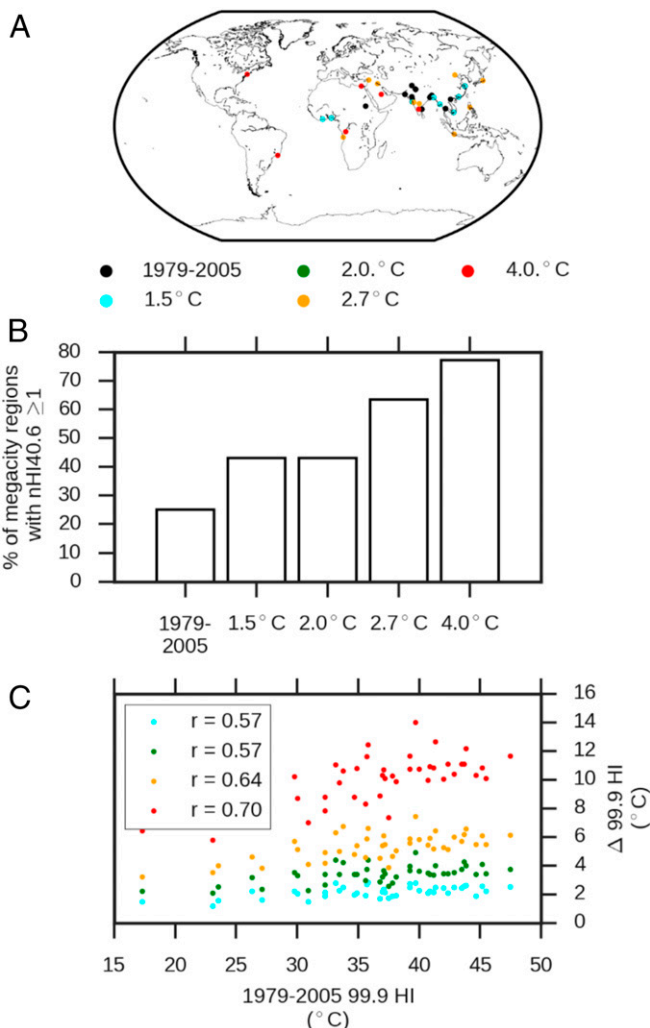 A
1979-2005
2.0.°C
4.0.°C
1.5°C
2.7°C
B
% of megacity regions
with nHI40.6 ≥1
80
70
60
50
40
30
20
10
0
1979-
2005
1.5°C
2.0°C
2.7°C
4.0°C
C
r = 0.57
r = 0.57
r = 0.64
r = 0.70
16
14
12
10
8
6
4
2
0
Δ 99.9 HI
(°C)
15
20
25
30
35
40
45
50
1979-2005 99.9 HI
(°C)